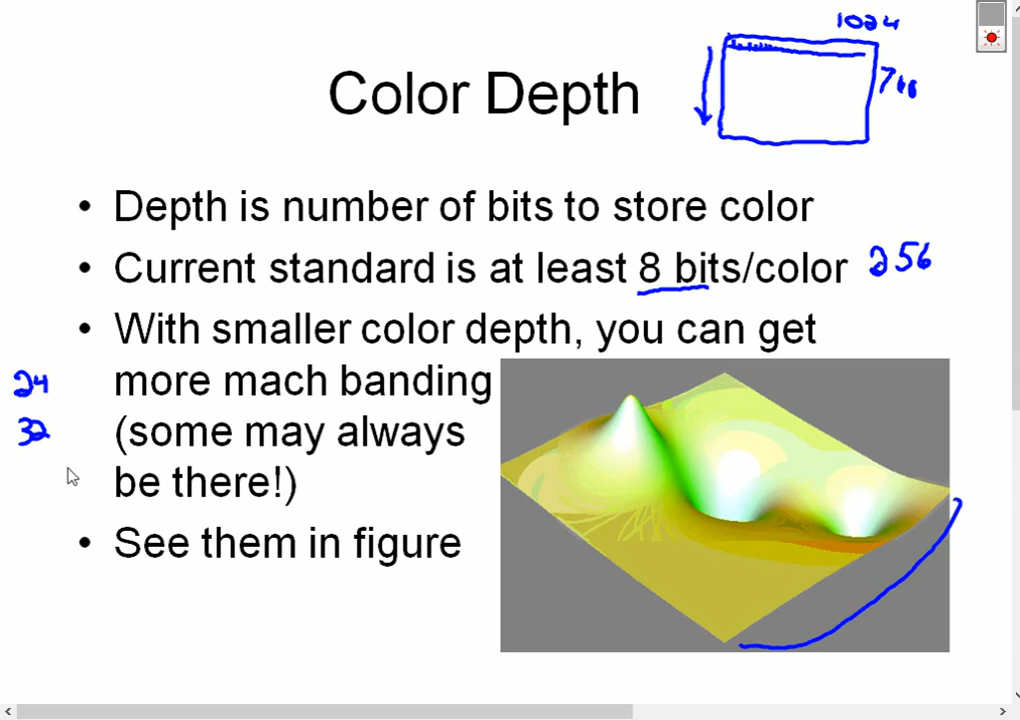 1024
Color Depth
768
• Depth is number of bits to store color
• Current standard is at least 8 bits/color 256
• With smaller color depth, you can get
24 more mach banding
32 (some may always
be there!)
• See them in figure